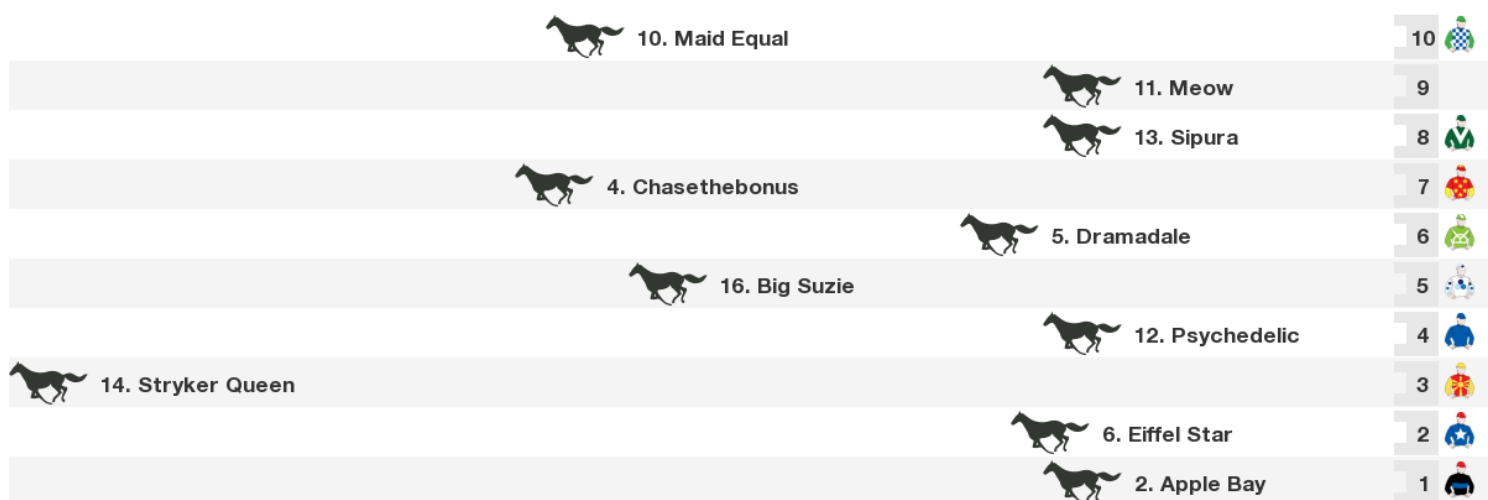 10. Maid Equal 10
11. Meow 9
13. Sipura 8
4. Chasethebonus 7
5. Dramadale 6
16. Big Suzie 5
12. Psychedelic 4
14. Stryker Queen 3
6. Eiffel Star 2
2. Apple Bay 1